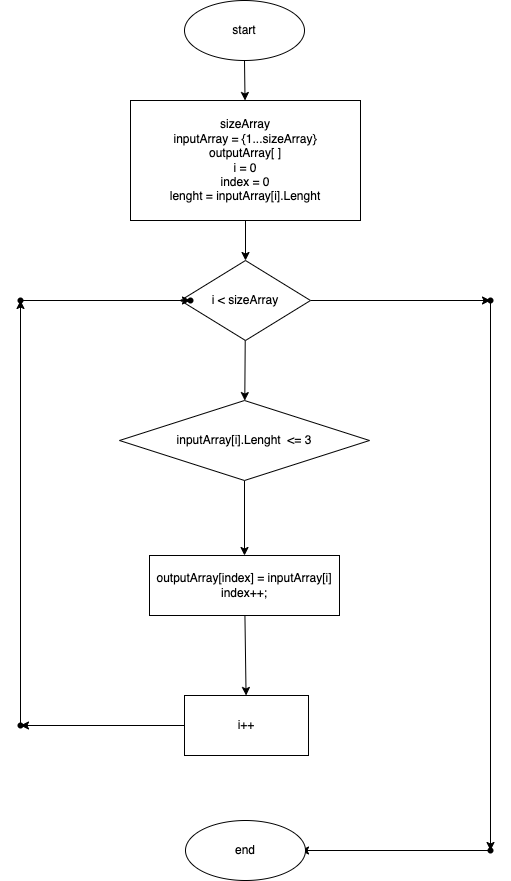 start
sizeArray
inputArray = {1...sizeArray}
outputArray[ ]
i = 0
index = 0
lenght = inputArray[i].Lenght
i < sizeArray
inputArray[i].Lenght <= 3
outputArray[index] = inputArray[i]
index++;
i++
end